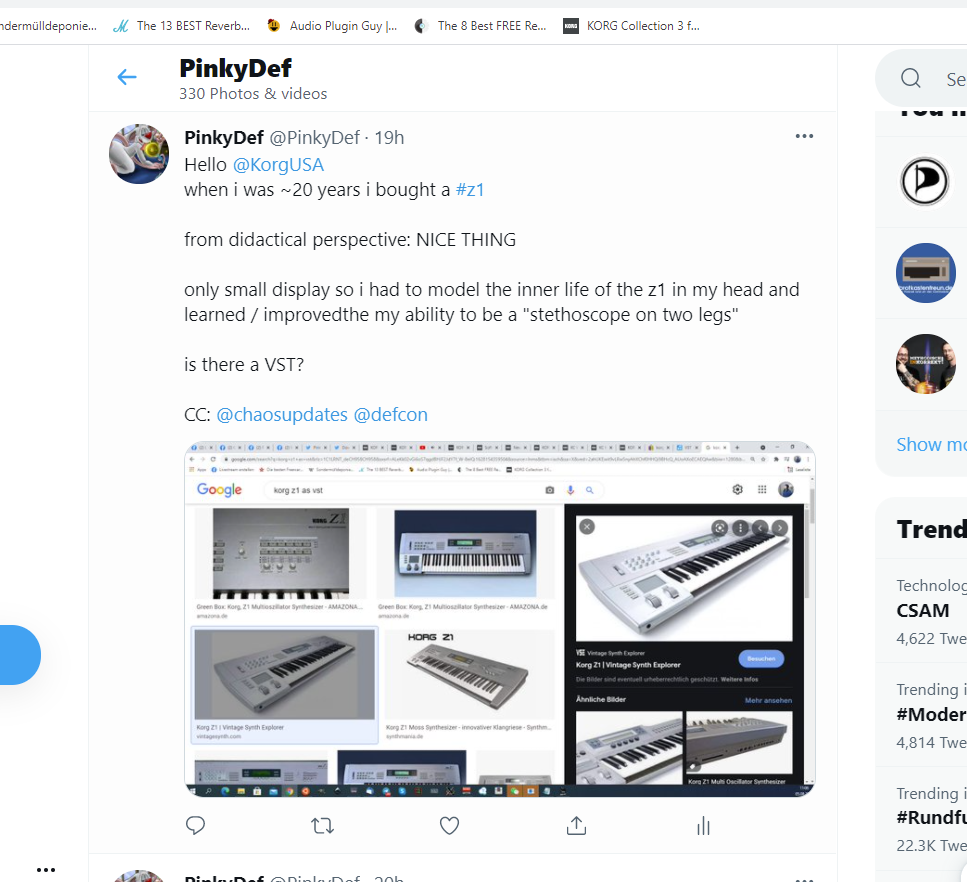 ndermülldeponie...
The 13 BEST Reverb...
Audio Plugin Guy |...
The 8 Best FREE Re...
KORG Collection 3 f...
PinkyDef
330 Photos & videos
PinkyDef @PinkyDef · 19h
Hello @KorgUSA
when i was ~20 years i bought a #z1
from didactical perspective: NICE THING
only small display so i had to model the inner life of the z1 in my head and
learned / improvedthe my ability to be a "stethoscope on two legs"
is there a VST?
CC: @chaosupdates @defcon
Google
korg z1 as vst
KORG Z1
Green Box: Korg, Z1 Multioszillator Synthesizer - AMAZONA...
amazona.de
Green Box: Korg, Z1 Multioszillator Synthesizer - AMAZONA.de
amazona.de
Korg Z1 | Vintage Synth Explorer
vintagesynth.com
KORG Z1
Korg Z1 Moss Synthesizer - innovativer Klangriese - Synthm...
synthmania.de
VSE Vintage Synth Explorer
Korg Z1 | Vintage Synth Explorer
Besuchen
Die Bilder sind eventuell urheberrechtlich geschützt. Weitere Infos
Ähnliche Bilder
Mehr ansehen
Korg Z1 Multi Oscillator Synthesizer
PinkyDef @PinkyDef · 20h
Se
Show mo
Trend
Technolog
CSAM
4,622 Twe
Trending i
#Moder
4,814 Twe
Trending i
#Rundfu
22.3K Twe